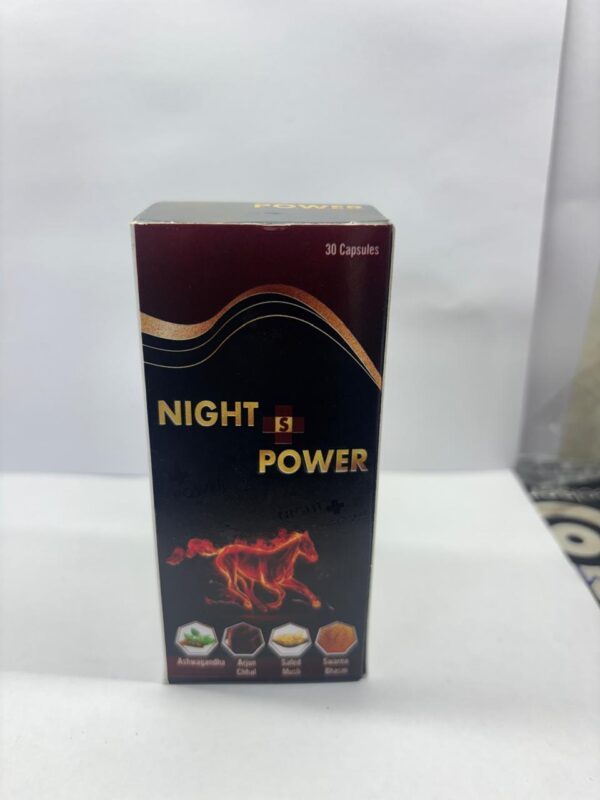 POWER
30 Capsules
NIGHT
S
POWER
Ashwagandha
Arjun
Chhal
Safed
Musli
Swarna
Bhasm